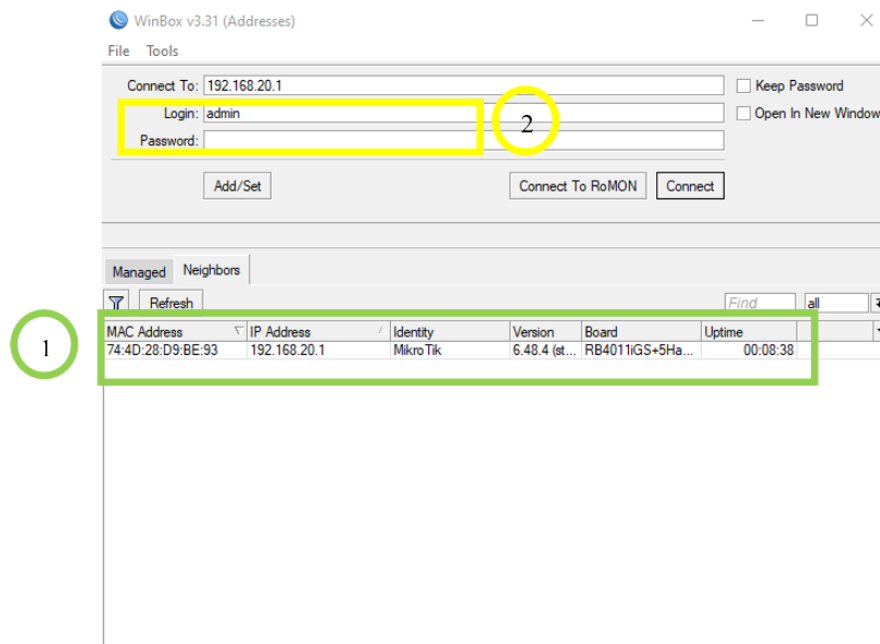 WinBox v3.31 (Addresses)
File Tools
Connect To: 192.168.20.1 Keep Password
Login: admin Open In New Window
Password:
2
Add/Set Connect To RoMON Connect
Managed Neighbors
Refresh Find all
MAC Address IP Address Identity Version Board Uptime
74:4D:28:D9:BE:93 192.168.20.1 MikroTik 6.48.4 (st... RB4011iGS+5Ha... 00:08:38
1